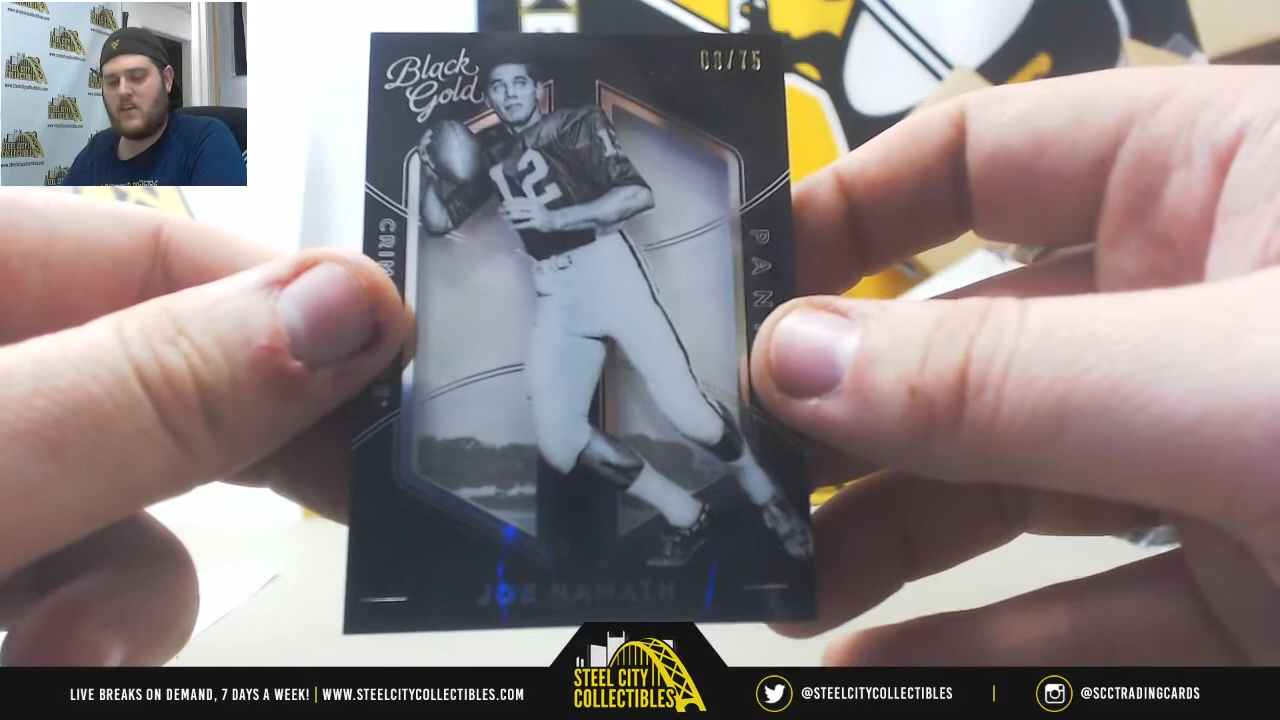 Black
Gold
08/75
12
JOE NAMATH
STEEL CITY
COLLECTIBLES
LIVE BREAKS ON DEMAND, 7 DAYS A WEEK! | WWW.STEELCITYCOLLECTIBLES.COM
@STEELCITYCOLLECTIBLES | @SCCTRADINGCARDS